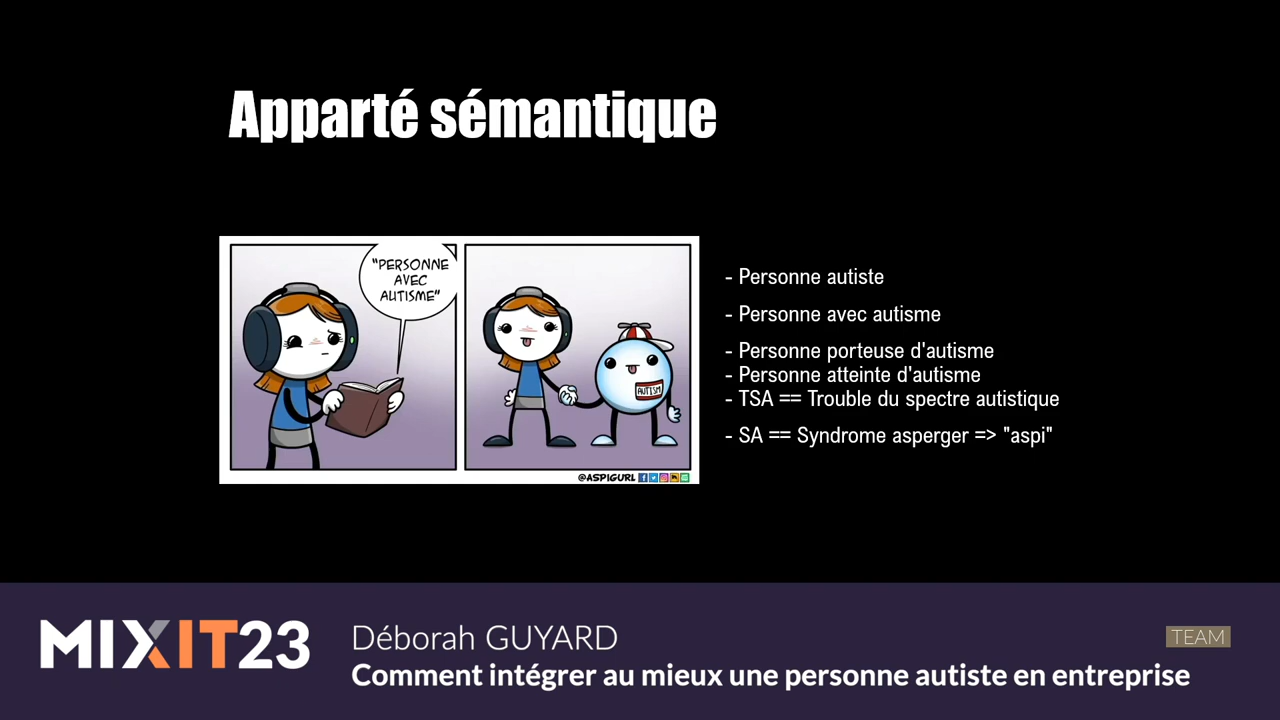 Apparté sémantique
"PERSONNE
AVEC
AUTISME"
AUTISM
@ASPIGURL
- Personne autiste
- Personne avec autisme
- Personne porteuse d'autisme
- Personne atteinte d'autisme
- TSA == Trouble du spectre autistique
- SA == Syndrome asperger => "aspi"
MIXIT23
Déborah GUYARD
TEAM
Comment intégrer au mieux une personne autiste en entreprise